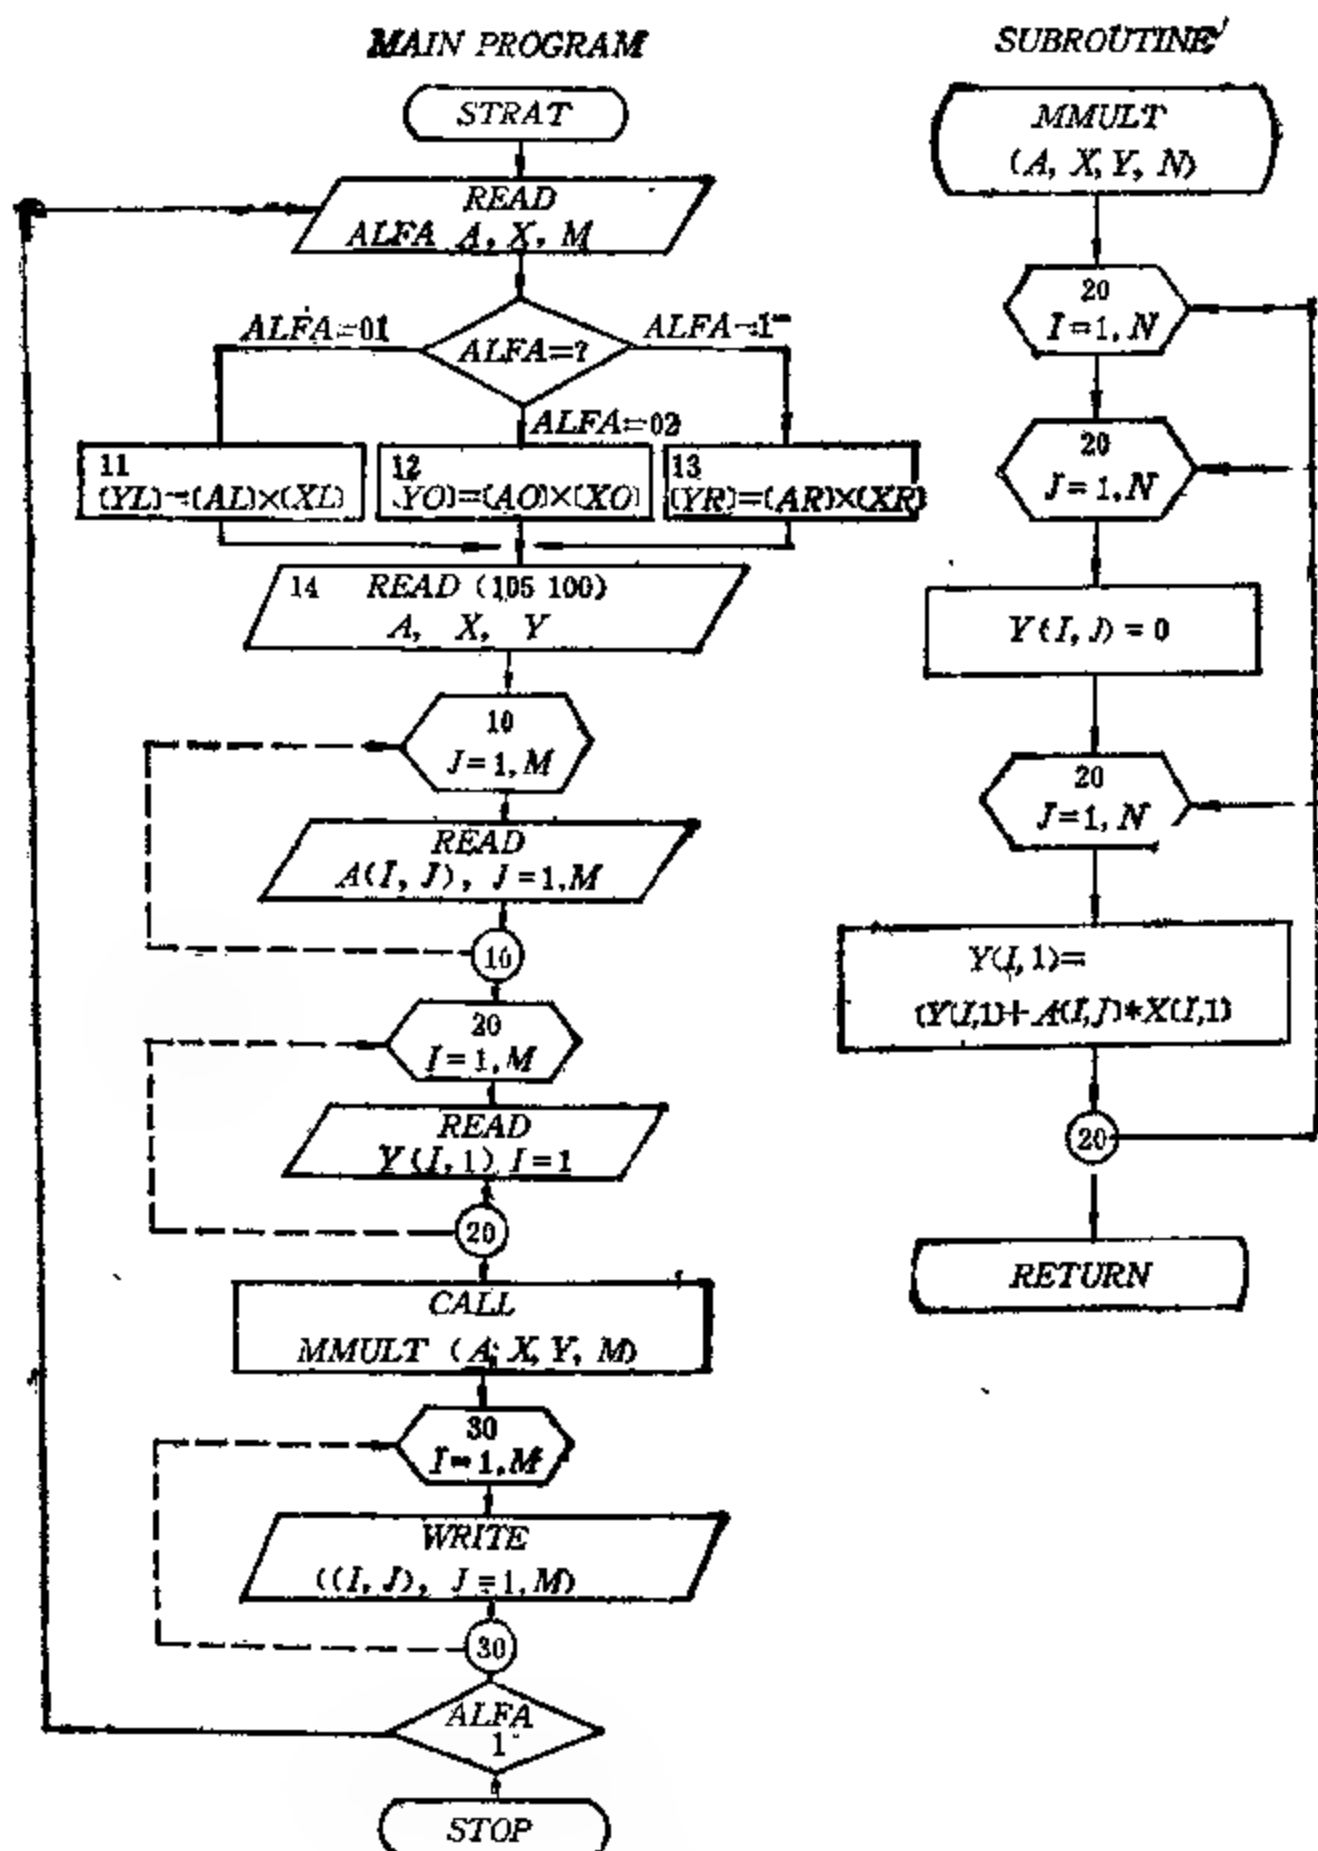 MAIN PROGRAM
STRAT
READ
ALFA A, X, M
ALFA=?
ALFA=01
ALFA=02
ALFA=1
11
(YL)=(AL)×(XL)
12
(YO)=(AO)×(XO)
13
(YR)=(AR)×(XR)
14 READ (105 100)
A, X, Y
10
J=1, M
READ
A(I, J), J=1, M
10
20
I=1, M
READ
Y(I, 1) I=1
20
CALL
MMULT (A, X, Y, M)
30
I=1, M
WRITE
((I, J), J=1, M)
30
ALFA
1
STOP
SUBROUTINE
MMULT
(A, X, Y, N)
20
I=1, N
20
J=1, N
Y(I, J) = 0
20
J=1, N
Y(I, 1)=
(Y(I,1)+A(I,J)*X(I,1)
20
RETURN